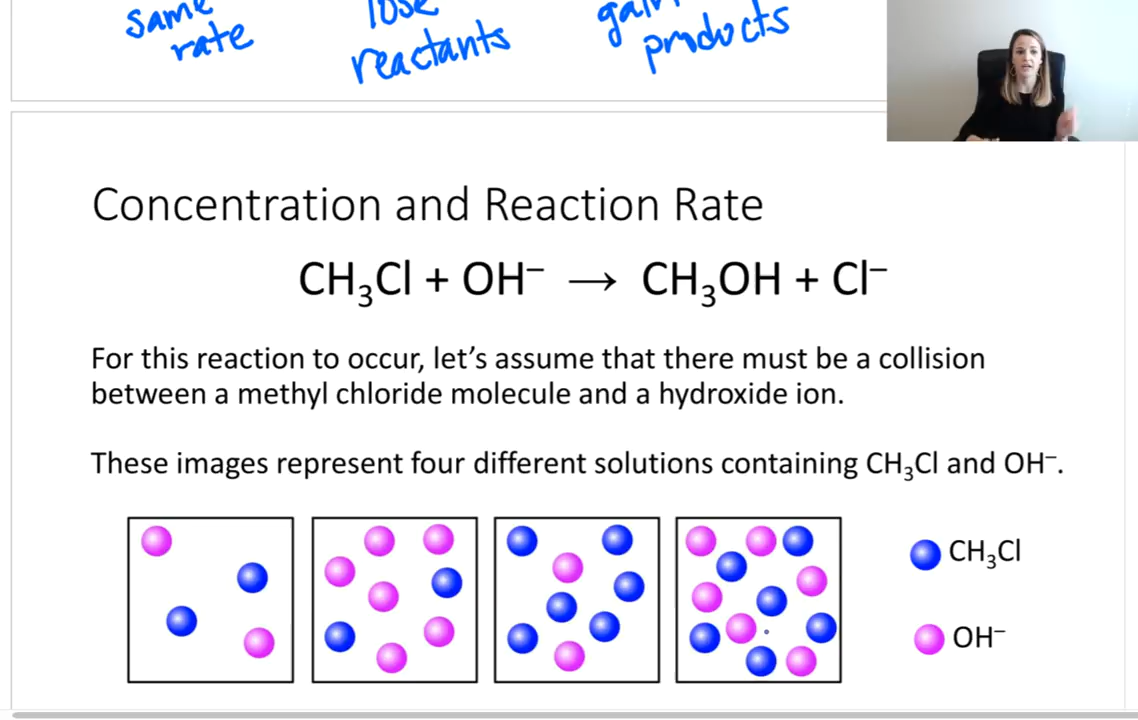 same lose gain
rate reactants products
Concentration and Reaction Rate
CH₃Cl + OH⁻ → CH₃OH + Cl⁻
For this reaction to occur, let’s assume that there must be a collision
between a methyl chloride molecule and a hydroxide ion.
These images represent four different solutions containing CH₃Cl and OH⁻.
CH₃Cl
OH⁻